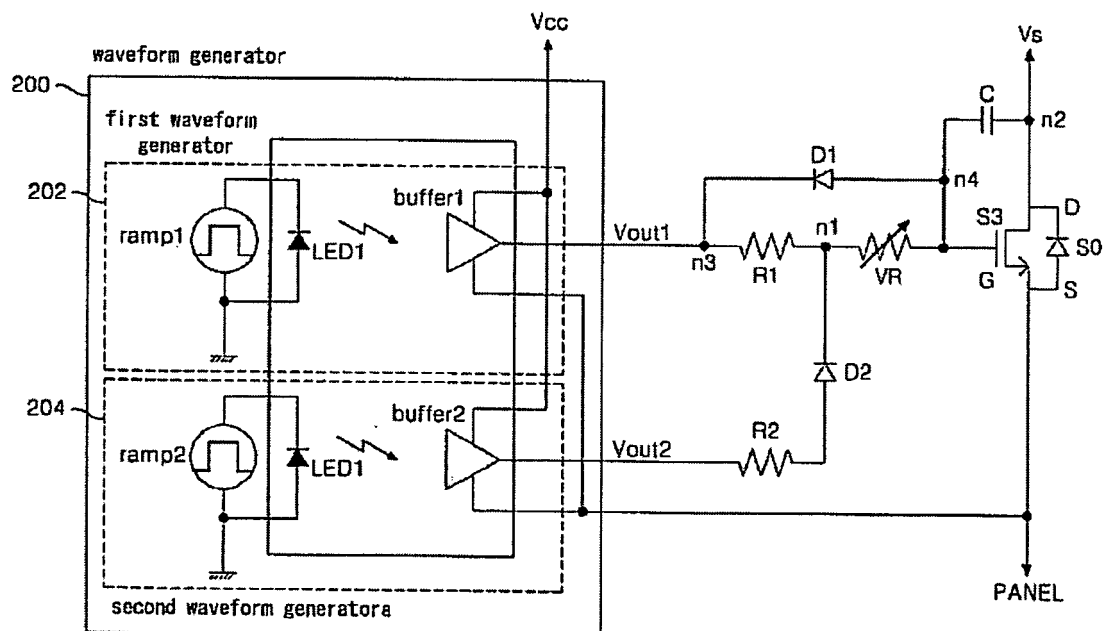 Vcc
Vs
waveform generator
200
C
n2
first waveform
generator
D1
n4
202
buffer1
S3
D
ramp1
LED1
Vout1
n1
S0
n3
R1
VR
G
S
204
D2
buffer2
R2
ramp2
LED1
Vout2
PANEL
second waveform generatora